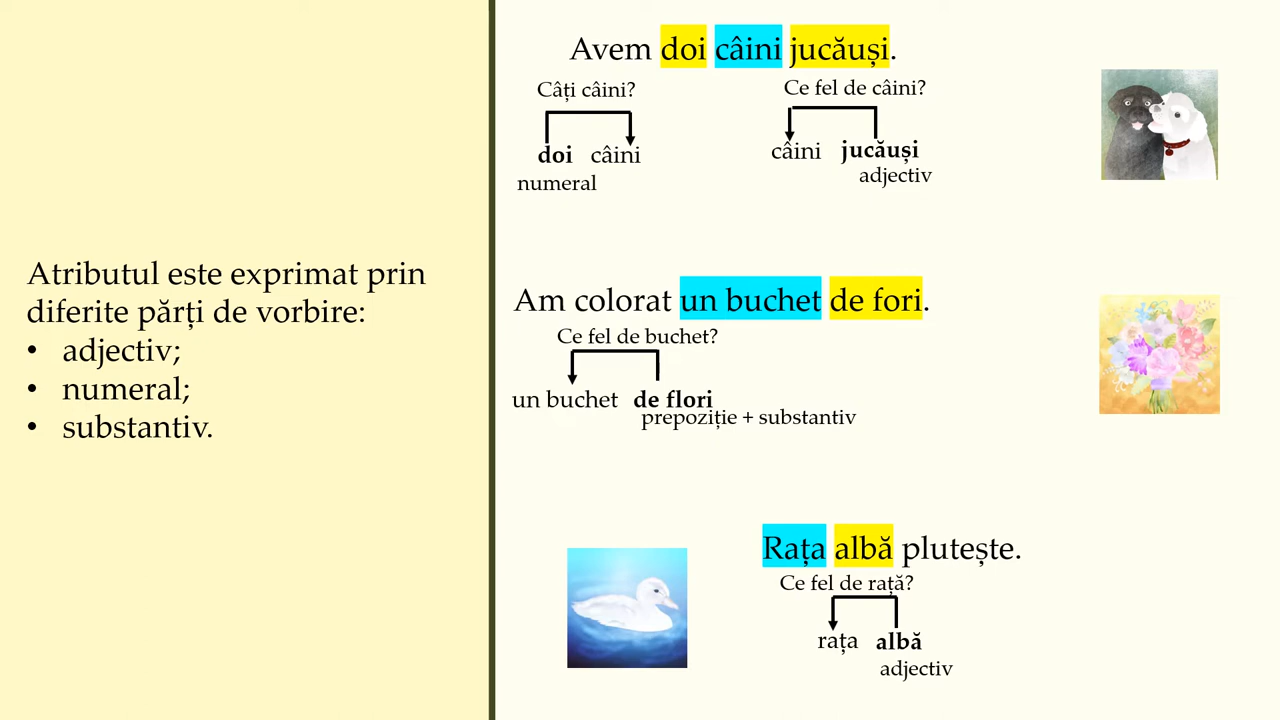 Atributul este exprimat prin
diferite părți de vorbire:
• adjectiv;
• numeral;
• substantiv.
Avem doi câini jucăuși.
Câți câini?
Ce fel de câini?
doi câini
câini jucăuși
numeral
adjectiv
Am colorat un buchet de fori.
Ce fel de buchet?
un buchet de flori
prepoziție + substantiv
Rața albă plutește.
Ce fel de rață?
rața albă
adjectiv